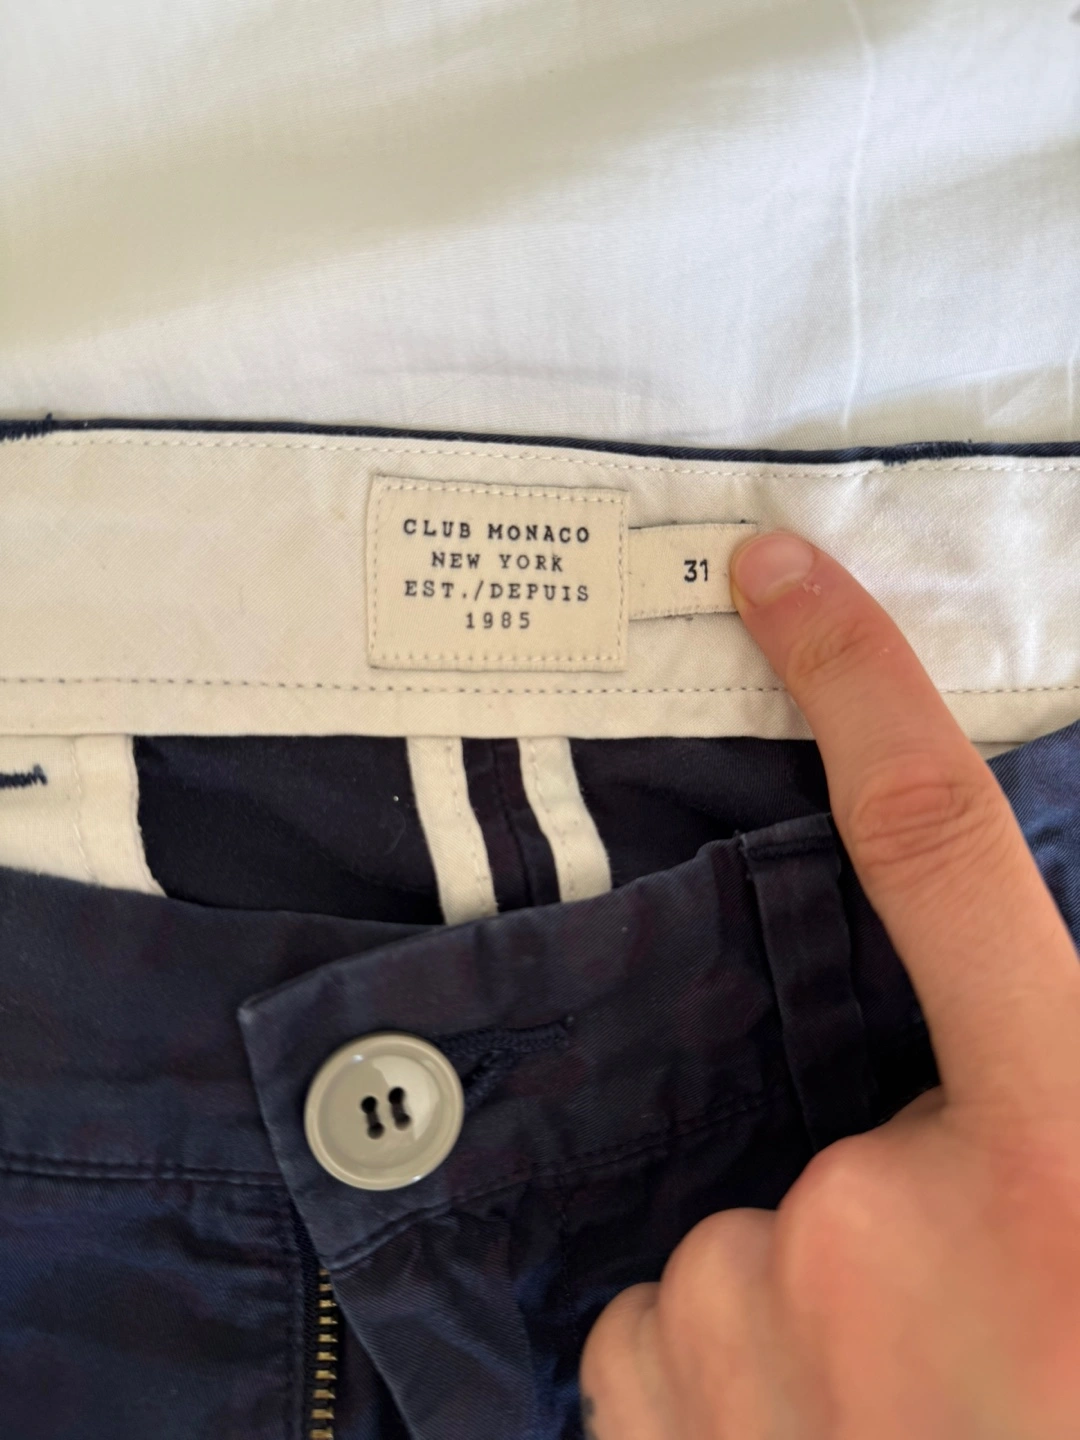 CLUB MONACO
NEW YORK
EST./DEPUIS
1985
31